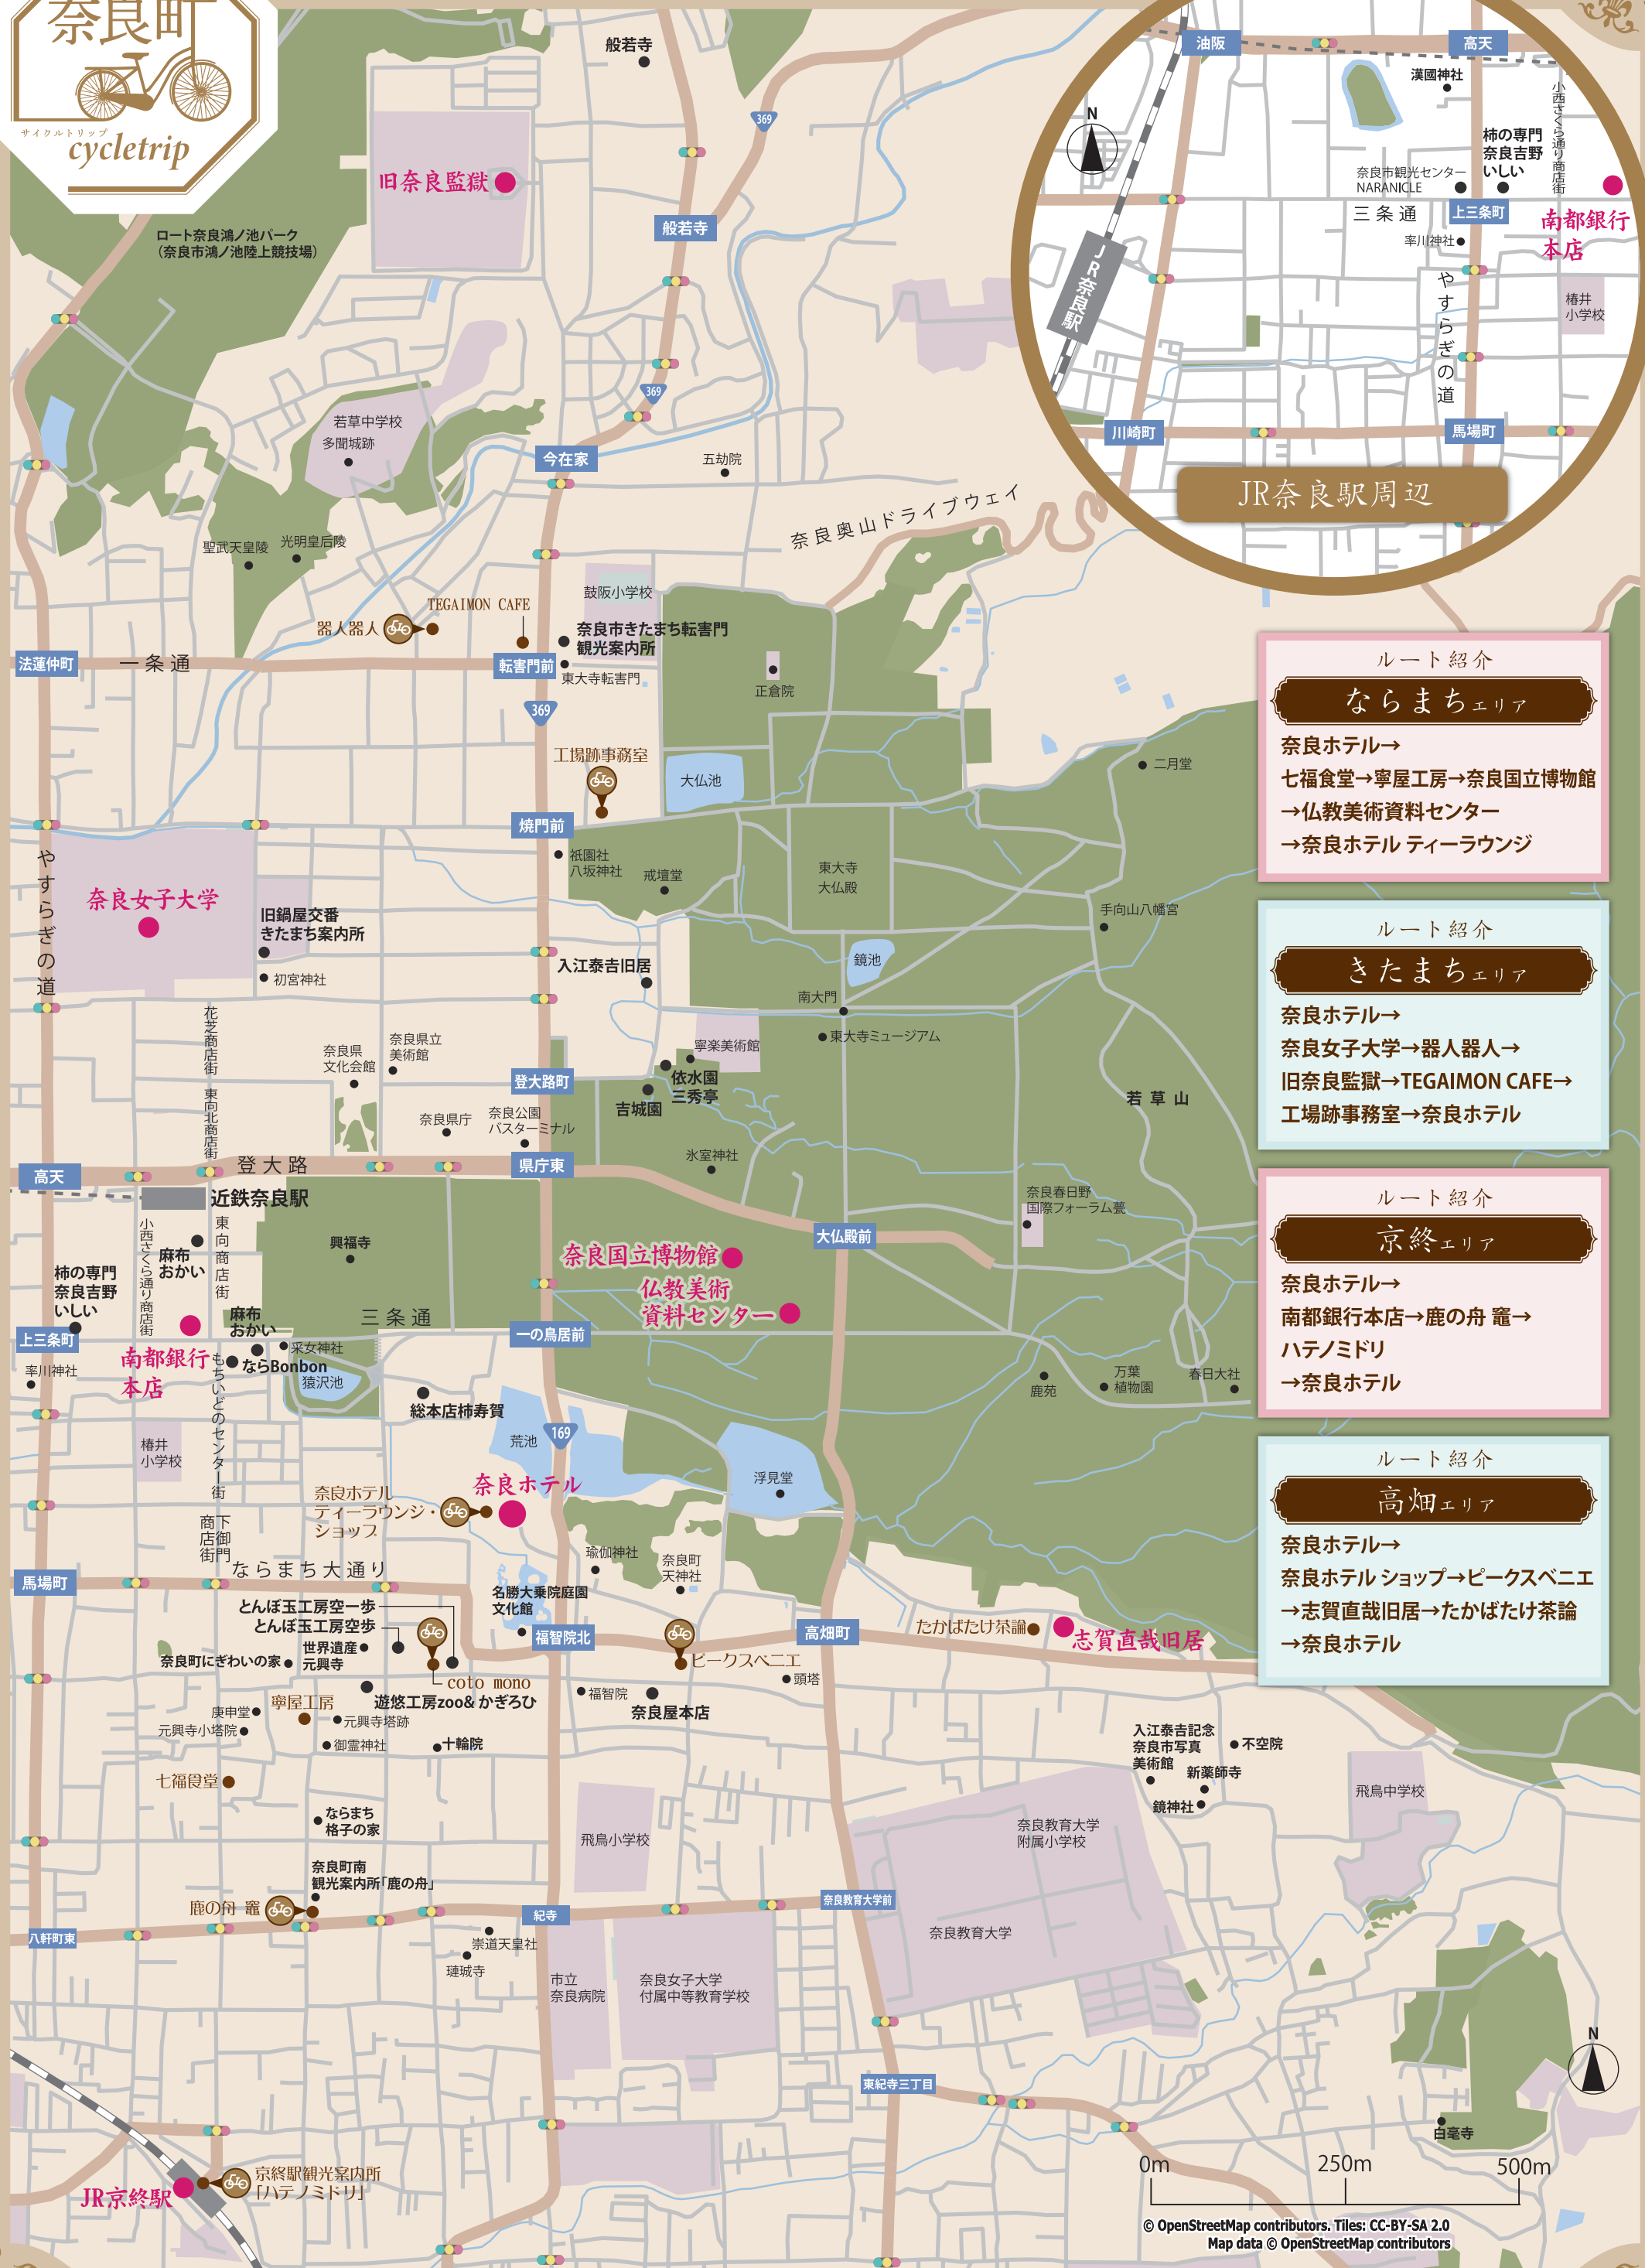 奈良町
サイクルトリップ
cycletrip
般若寺
369
旧奈良監獄
ロート奈良鴻ノ池パーク
（奈良市鴻ノ池陸上競技場）
般若寺
369
若草中学校
多聞城跡
今在家
五劫院
聖武天皇陵
光明皇后陵
奈良奥山ドライブウェイ
油阪
高天
漢國神社
小西さくら通り商店街
N
柿の専門
奈良吉野
いしい
奈良市観光センター
NARANICLE
三条通
上三条町
南都銀行
本店
率川神社
JR奈良駅
やすらぎの道
椿井
小学校
川崎町
馬場町
JR奈良駅周辺
鼓阪小学校
TEGAIMON CAFE
器人器人
奈良市きたまち転害門
観光案内所
法蓮仲町
一条通
転害門前
東大寺転害門
正倉院
369
工場跡事務室
大仏池
二月堂
焼門前
祇園社
八坂神社
戒壇堂
東大寺
大仏殿
やすらぎの道
奈良女子大学
旧鍋屋交番
きたまち案内所
手向山八幡宮
入江泰吉旧居
鏡池
初宮神社
南大門
花芝商店街
東大寺ミュージアム
奈良県立
美術館
寧楽美術館
奈良県
文化会館
依水園
三秀亭
登大路町
東向北商店街
吉城園
若草山
奈良県庁
奈良公園
バスターミナル
氷室神社
登大路
高天
県庁東
近鉄奈良駅
奈良春日野
国際フォーラム甍
東向商店街
小西さくら通り商店街
麻布
おかい
興福寺
大仏殿前
奈良国立博物館
柿の専門
奈良吉野
いしい
仏教美術
資料センター
麻布
おかい
三条通
上三条町
一の鳥居前
南都銀行
本店
采女神社
ならBonbon
率川神社
もちいどのセンター街
猿沢池
鹿苑
万葉
植物園
春日大社
総本店柿寿賀
椿井
小学校
荒池
169
浮見堂
奈良ホテル
奈良ホテル
ティーラウンジ・
ショップ
下御門
商店街
ならまち大通り
馬場町
瑜伽神社
奈良町
天神社
名勝大乗院庭園
文化館
とんぼ玉工房空一歩
とんぼ玉工房空歩
福智院北
高畑町
たかばたけ茶論
志賀直哉旧居
世界遺産
元興寺
奈良町にぎわいの家
ビークスベニエ
coto mono
頭塔
遊悠工房zoo&かぎろひ
福智院
奈良屋本店
寧屋工房
庚申堂
元興寺塔跡
元興寺小塔院
御霊神社
十輪院
入江泰吉記念
奈良市写真
美術館
不空院
新薬師寺
鏡神社
七福食堂
飛鳥中学校
ならまち
格子の家
飛鳥小学校
奈良教育大学
附属小学校
奈良町南
観光案内所「鹿の舟」
鹿の舟 竈
奈良教育大学前
紀寺
八軒町東
崇道天皇社
璉城寺
奈良教育大学
市立
奈良病院
奈良女子大学
付属中等教育学校
東紀寺三丁目
N
白毫寺
JR京終駅
京終駅観光案内所
「ハテノミドリ」
0m
250m
500m
© OpenStreetMap contributors. Tiles: CC-BY-SA 2.0
Map data © OpenStreetMap contributors
ルート紹介
ならまちエリア
奈良ホテル→
七福食堂→寧屋工房→奈良国立博物館
→仏教美術資料センター
→奈良ホテル ティーラウンジ
ルート紹介
きたまちエリア
奈良ホテル→
奈良女子大学→器人器人→
旧奈良監獄→TEGAIMON CAFE→
工場跡事務室→奈良ホテル
ルート紹介
京終エリア
奈良ホテル→
南都銀行本店→鹿の舟 竈→
ハテノミドリ
→奈良ホテル
ルート紹介
高畑エリア
奈良ホテル→
奈良ホテル ショップ→ピークスベニエ
→志賀直哉旧居→たかばたけ茶論
→奈良ホテル